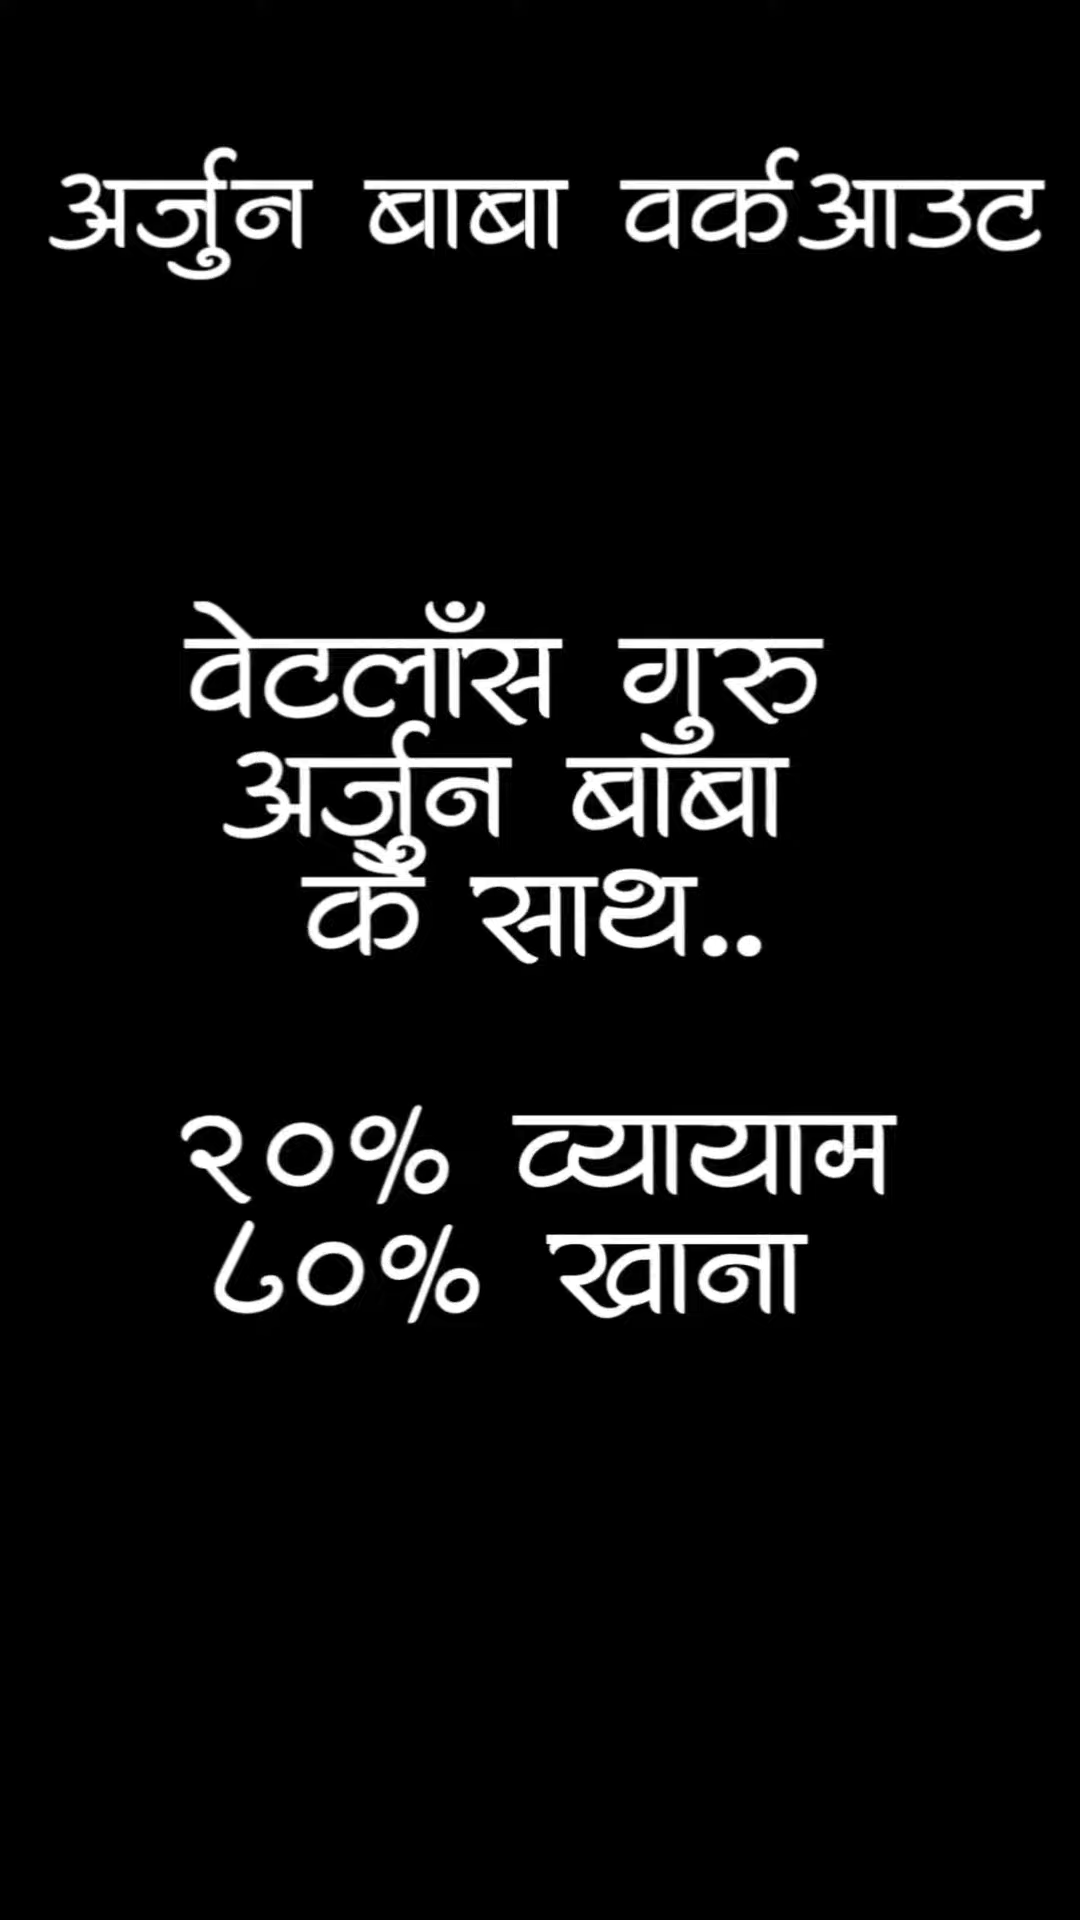 अर्जुन बाबा वर्कआउट
वेटलाँस गुरु
अर्जुन बाबा
के साथ..
२०% व्यायाम
८०% खाना